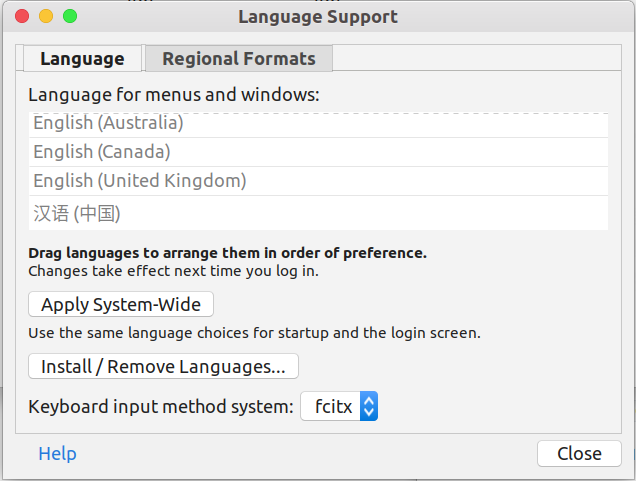 Language Support
Language
Regional Formats
Language for menus and windows:
English (Australia)
English (Canada)
English (United Kingdom)
汉语 (中国)
Drag languages to arrange them in order of preference.
Changes take effect next time you log in.
Apply System-Wide
Use the same language choices for startup and the login screen.
Install / Remove Languages...
Keyboard input method system: fcitx
Help
Close